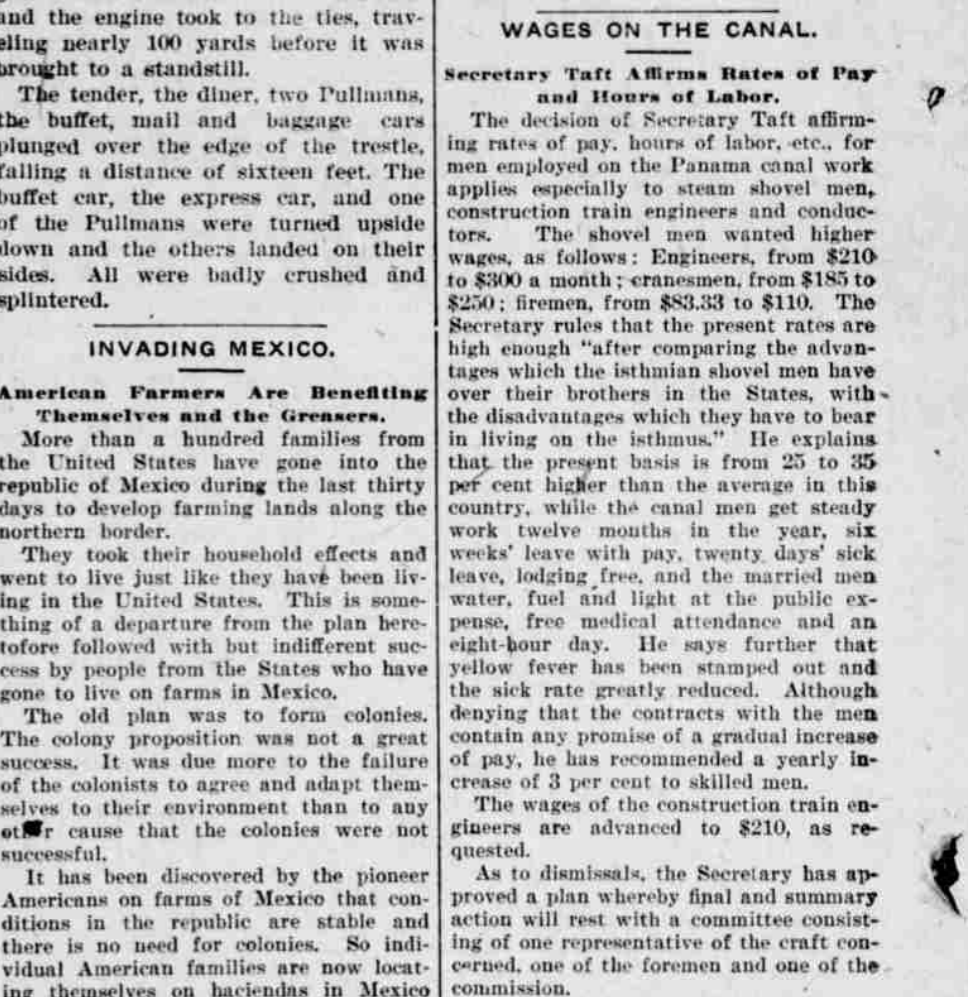 and the engine took to the ties, trav-
eling nearly 100 yards before it was
brought to a standstill.
The tender, the diner, two Pullmans,
the buffet, mail and baggage cars
plunged over the edge of the trestle,
falling a distance of sixteen feet. The
buffet car, the express car, and one
of the Pullmans were turned upside
down and the others landed on their
sides. All were badly crushed and
splintered.
INVADING MEXICO.
American Farmers Are Benefiting
Themselves and the Greasers.
More than a hundred families from
the United States have gone into the
republic of Mexico during the last thirty
days to develop farming lands along the
northern border.
They took their household effects and
went to live just like they have been liv-
ing in the United States. This is some-
thing of a departure from the plan here-
tofore followed with but indifferent suc-
cess by people from the States who have
gone to live on farms in Mexico.
The old plan was to form colonies.
The colony proposition was not a great
success. It was due more to the failure
of the colonists to agree and adapt them-
selves to their environment than to any
other cause that the colonies were not
successful.
It has been discovered by the pioneer
Americans on farms of Mexico that con-
ditions in the republic are stable and
there is no need for colonies. So indi-
vidual American families are now locat-
ing themselves on haciendas in Mexico
WAGES ON THE CANAL.
Secretary Taft Affirms Rates of Pay
and Hours of Labor.
The decision of Secretary Taft affirm-
ing rates of pay, hours of labor, etc., for
men employed on the Panama canal work
applies especially to steam shovel men,
construction train engineers and conduc-
tors. The shovel men wanted higher
wages, as follows: Engineers, from $210
to $300 a month; cranesmen, from $185 to
$250; firemen, from $83.33 to $110. The
Secretary rules that the present rates are
high enough "after comparing the advan-
tages which the isthmian shovel men have
over their brothers in the States, with
the disadvantages which they have to bear
in living on the isthmus." He explains
that the present basis is from 25 to 35
per cent higher than the average in this
country, while the canal men get steady
work twelve months in the year, six
weeks' leave with pay, twenty days' sick
leave, lodging free, and the married men
water, fuel and light at the public ex-
pense, free medical attendance and an
eight-hour day. He says further that
yellow fever has been stamped out and
the sick rate greatly reduced. Although
denying that the contracts with the men
contain any promise of a gradual increase
of pay, he has recommended a yearly in-
crease of 3 per cent to skilled men.
The wages of the construction train en-
gineers are advanced to $210, as re-
quested.
As to dismissals, the Secretary has ap-
proved a plan whereby final and summary
action will rest with a committee consist-
ing of one representative of the craft con-
cerned, one of the foremen and one of the
commission.